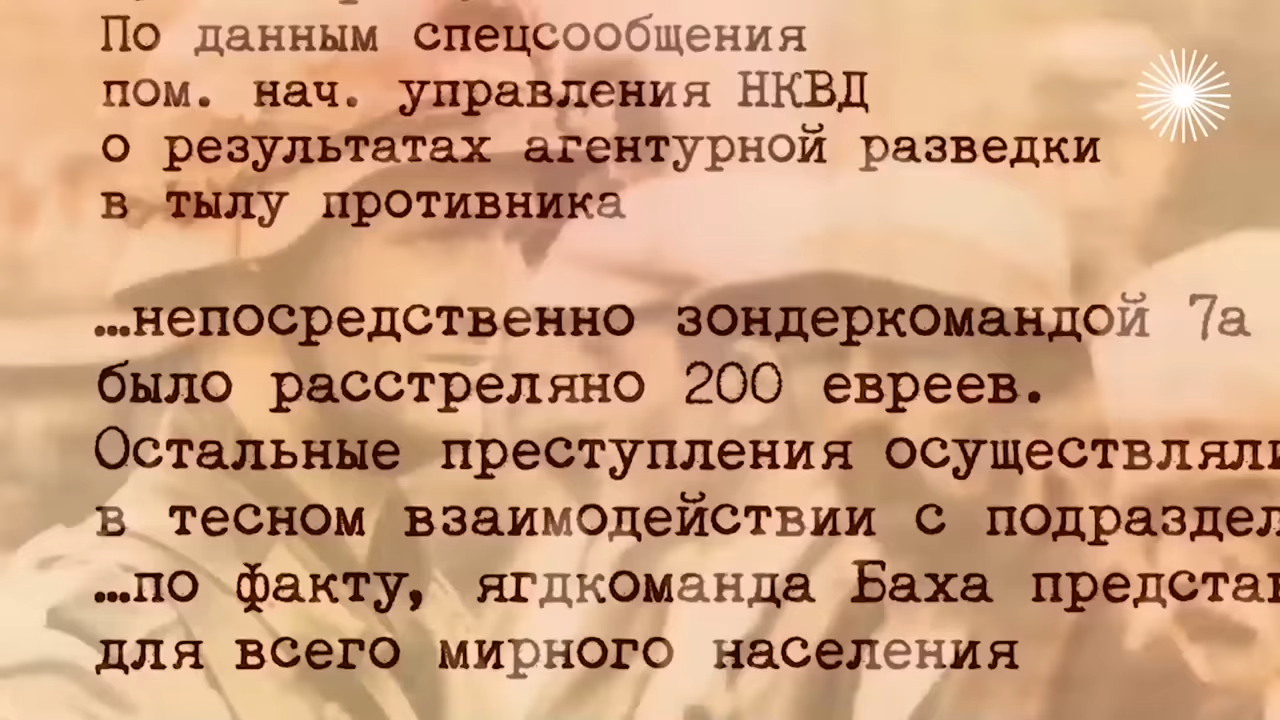 По данным спецсообщения
пом. нач. управления НКВД
о результатах агентурной разведки
в тылу противника
…непосредственно зондеркомандой 7а
было расстреляно 200 евреев.
Остальные преступления
в тесном взаимодействии с
…по факту, ягдкоманда Баха
для всего мирного населения